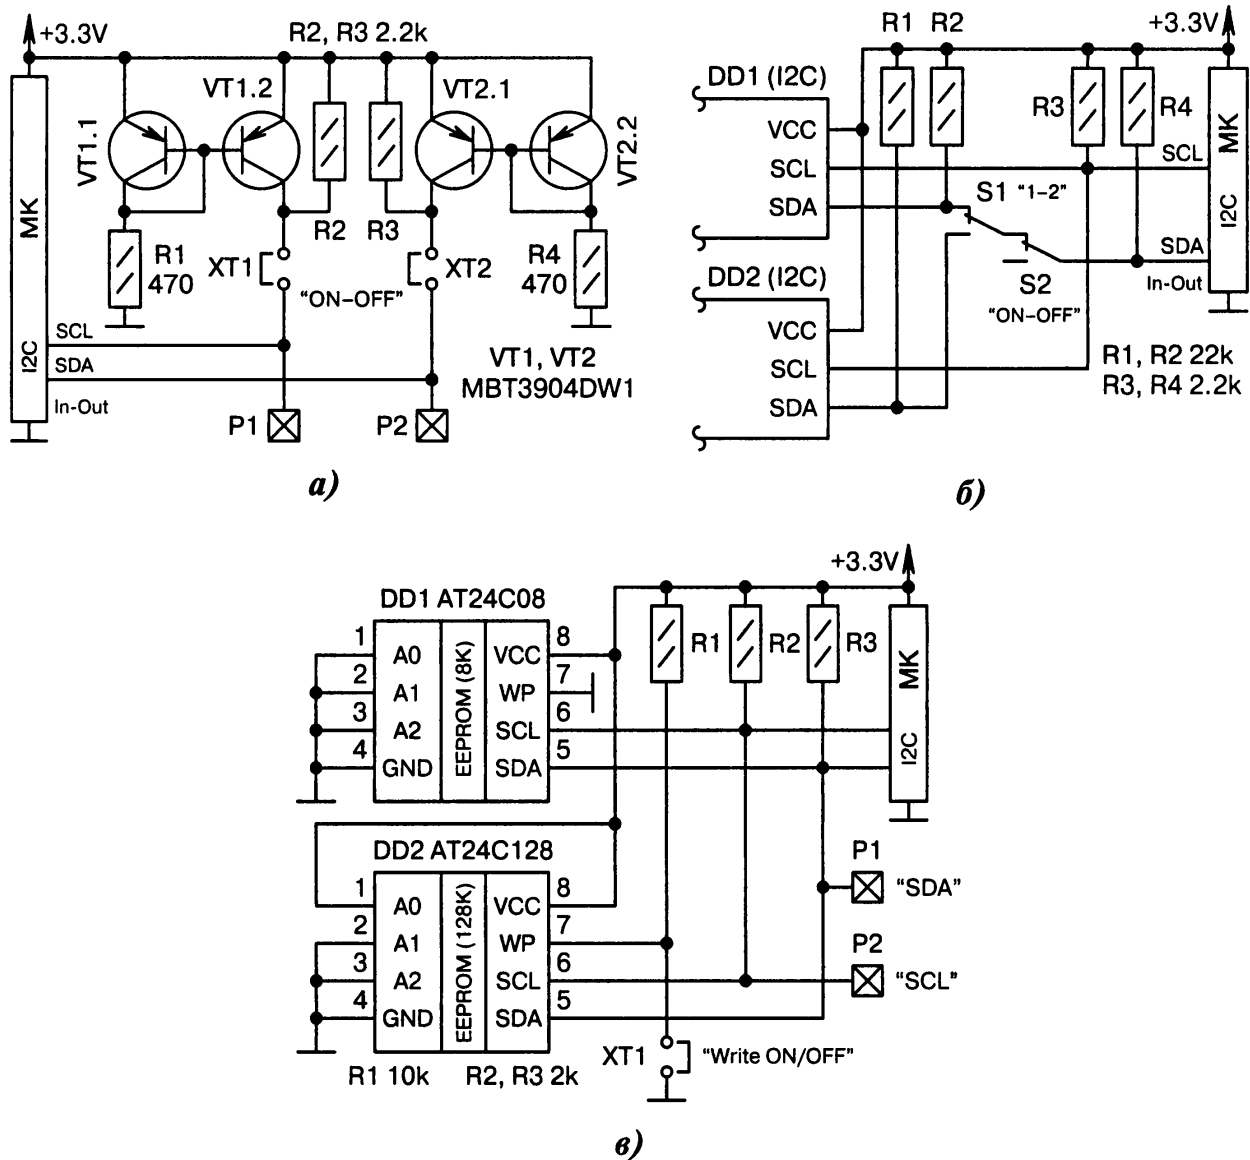 +3.3V
R2, R3 2.2k
VT1.2
VT2.1
VT1.1
VT2.2
MK
R2
R3
R1
470
XT1
XT2
R4
470
"ON–OFF"
SCL
I2C
SDA
In-Out
VT1, VT2
MBT3904DW1
P1
P2
а)
R1
R2
+3.3V
DD1 (I2C)
VCC
SCL
SDA
R3
R4
MK
SCL
I2C
S1 "1–2"
SDA
In-Out
S2
"ON–OFF"
DD2 (I2C)
VCC
SCL
SDA
R1, R2 22k
R3, R4 2.2k
б)
+3.3V
DD1 AT24C08
1
A0
EEPROM (8K)
VCC
8
2
A1
WP
7
3
A2
SCL
6
4
GND
SDA
5
R1
R2
R3
MK
I2C
DD2 AT24C128
1
A0
EEPROM (128K)
VCC
8
2
A1
WP
7
3
A2
SCL
6
4
GND
SDA
5
P1
"SDA"
P2
"SCL"
XT1
"Write ON/OFF"
R1 10k
R2, R3 2k
в)